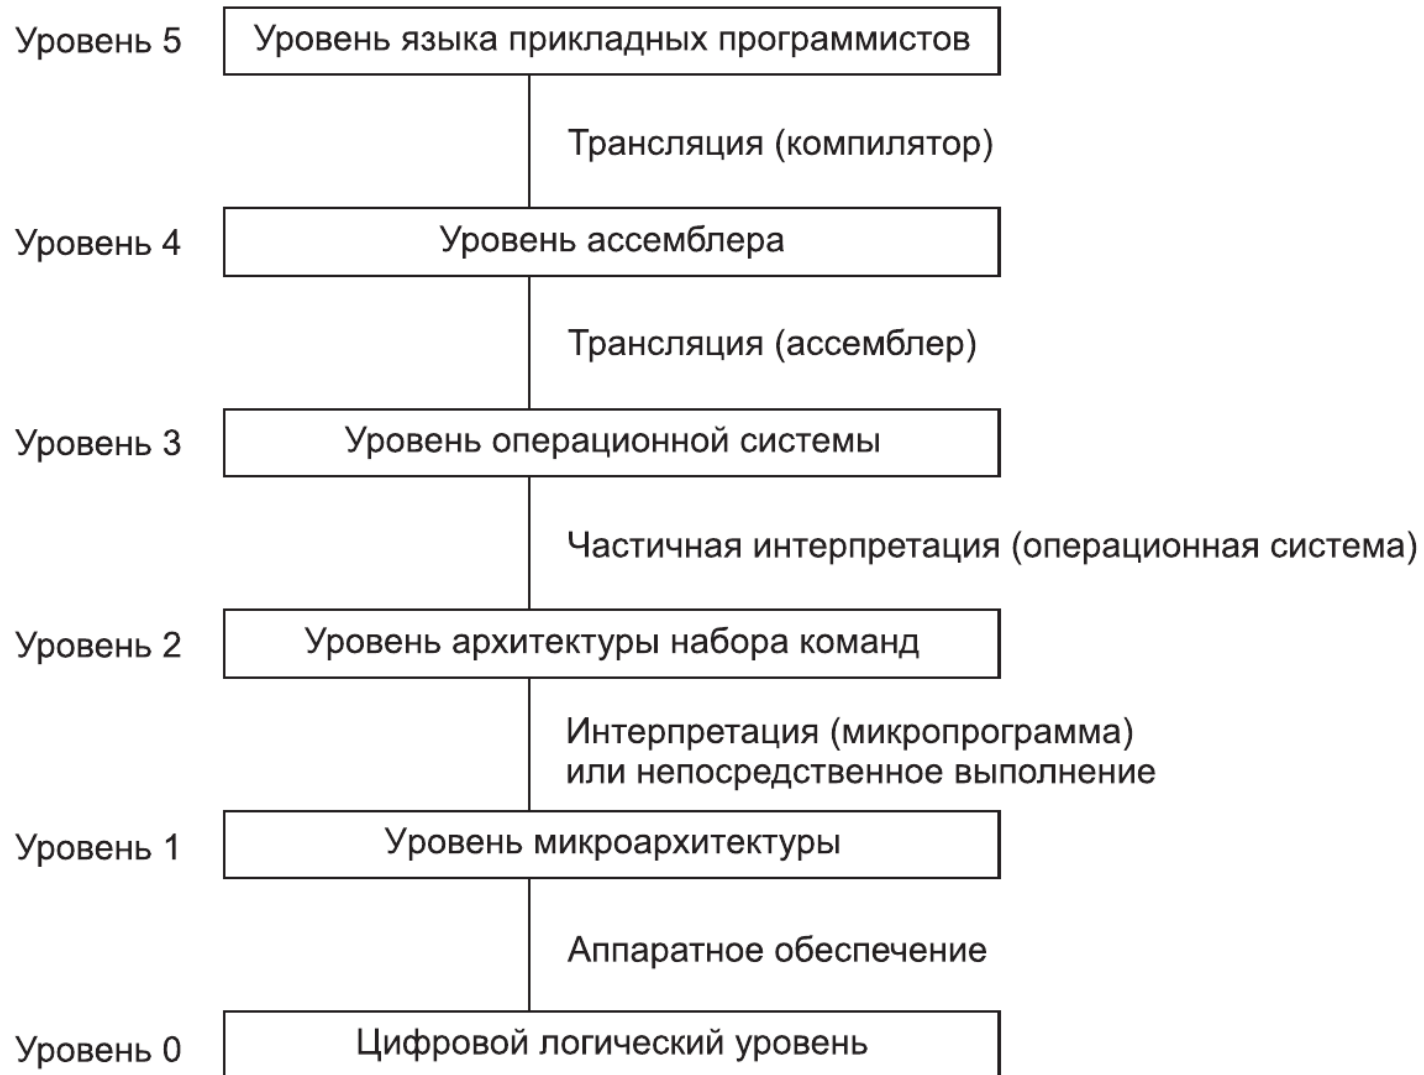 Уровень 5
Уровень языка прикладных программистов
Трансляция (компилятор)
Уровень 4
Уровень ассемблера
Трансляция (ассемблер)
Уровень 3
Уровень операционной системы
Частичная интерпретация (операционная система)
Уровень 2
Уровень архитектуры набора команд
Интерпретация (микропрограмма)
или непосредственное выполнение
Уровень 1
Уровень микроархитектуры
Аппаратное обеспечение
Уровень 0
Цифровой логический уровень